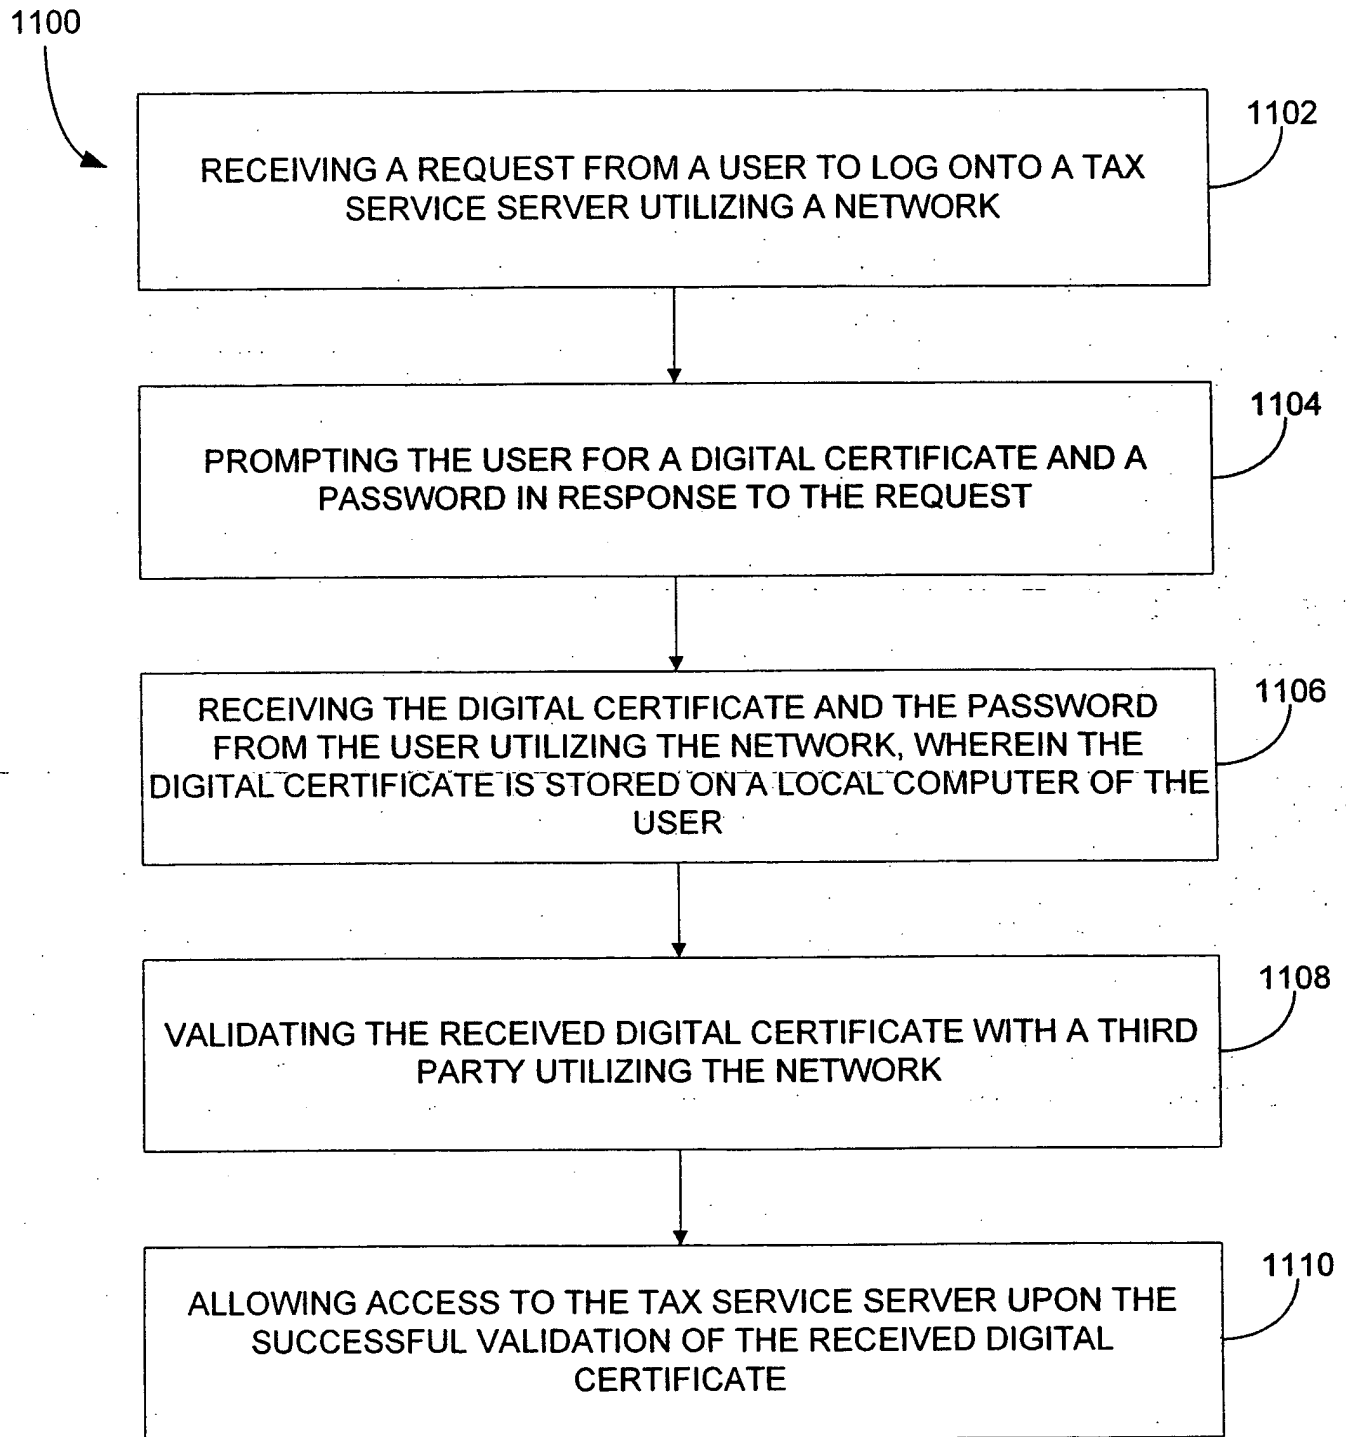 1100
1102
RECEIVING A REQUEST FROM A USER TO LOG ONTO A TAX
SERVICE SERVER UTILIZING A NETWORK
1104
PROMPTING THE USER FOR A DIGITAL CERTIFICATE AND A
PASSWORD IN RESPONSE TO THE REQUEST
1106
RECEIVING THE DIGITAL CERTIFICATE AND THE PASSWORD
FROM THE USER UTILIZING THE NETWORK, WHEREIN THE
DIGITAL CERTIFICATE IS STORED ON A LOCAL COMPUTER OF THE
USER
1108
VALIDATING THE RECEIVED DIGITAL CERTIFICATE WITH A THIRD
PARTY UTILIZING THE NETWORK
1110
ALLOWING ACCESS TO THE TAX SERVICE SERVER UPON THE
SUCCESSFUL VALIDATION OF THE RECEIVED DIGITAL
CERTIFICATE